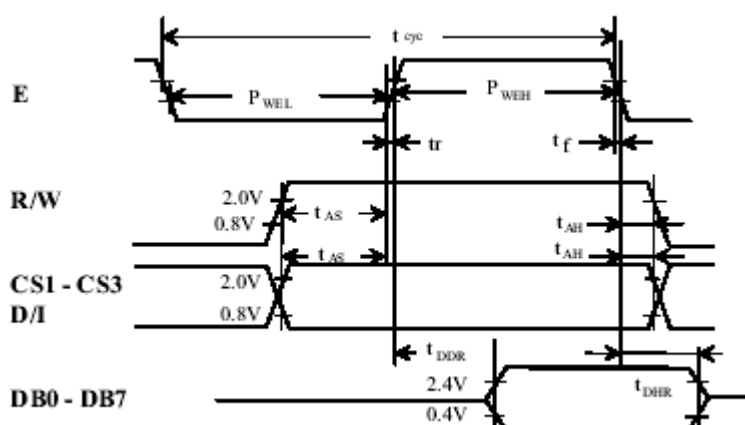 t cyc
E
P WEL
P WEH
tr
t f
R/W
2.0V
0.8V
t AS
t AH
t AS
t AH
CS1 - CS3
D/I
2.0V
0.8V
t DDR
t DHR
DB0 - DB7
2.4V
0.4V